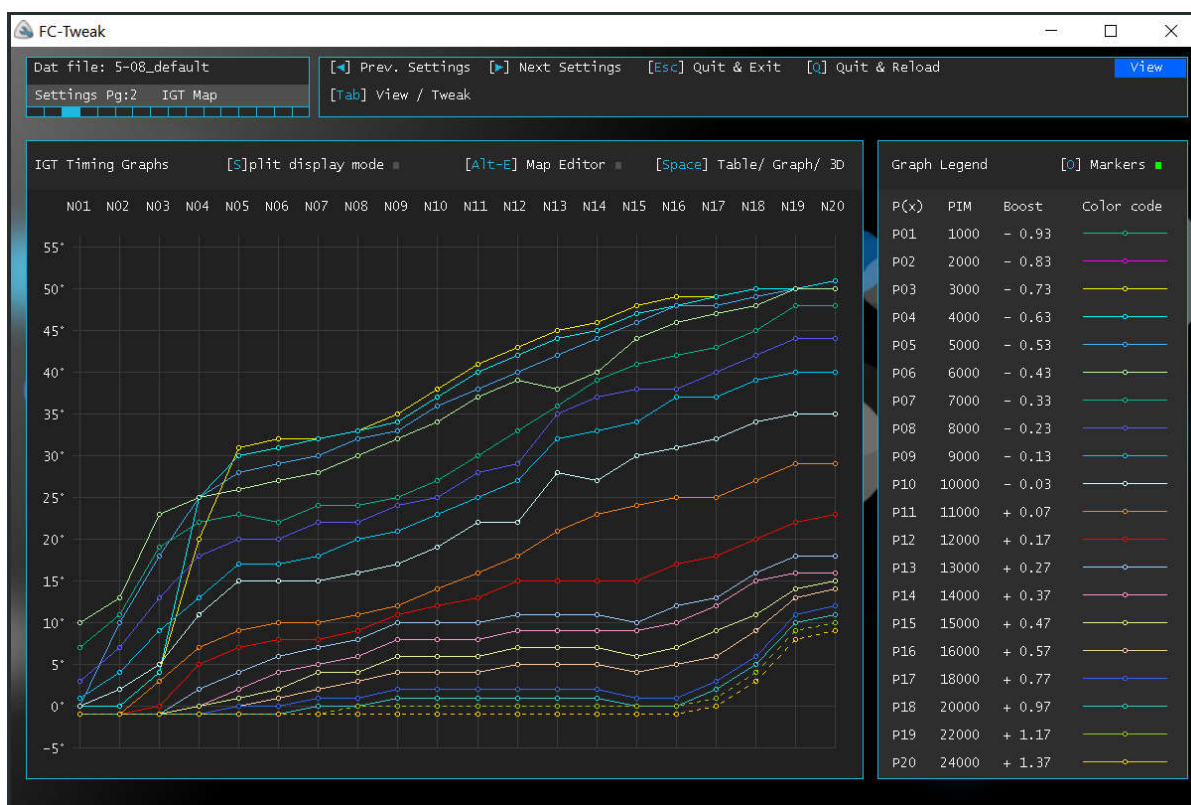 FC-Tweak
Dat file: 5-08_default
Settings Pg:2 IGT Map
[◄] Prev. Settings [►] Next Settings [Esc] Quit & Exit [Q] Quit & Reload
View
[Tab] View / Tweak
IGT Timing Graphs [S]plit display mode [Alt-E] Map Editor [Space] Table/ Graph/ 3D
N01 N02 N03 N04 N05 N06 N07 N08 N09 N10 N11 N12 N13 N14 N15 N16 N17 N18 N19 N20
55°
50°
45°
40°
35°
30°
25°
20°
15°
10°
5°
0°
-5°
Graph Legend [O] Markers
P(x) PIM Boost Color code
P01 1000 - 0.93
P02 2000 - 0.83
P03 3000 - 0.73
P04 4000 - 0.63
P05 5000 - 0.53
P06 6000 - 0.43
P07 7000 - 0.33
P08 8000 - 0.23
P09 9000 - 0.13
P10 10000 - 0.03
P11 11000 + 0.07
P12 12000 + 0.17
P13 13000 + 0.27
P14 14000 + 0.37
P15 15000 + 0.47
P16 16000 + 0.57
P17 18000 + 0.77
P18 20000 + 0.97
P19 22000 + 1.17
P20 24000 + 1.37